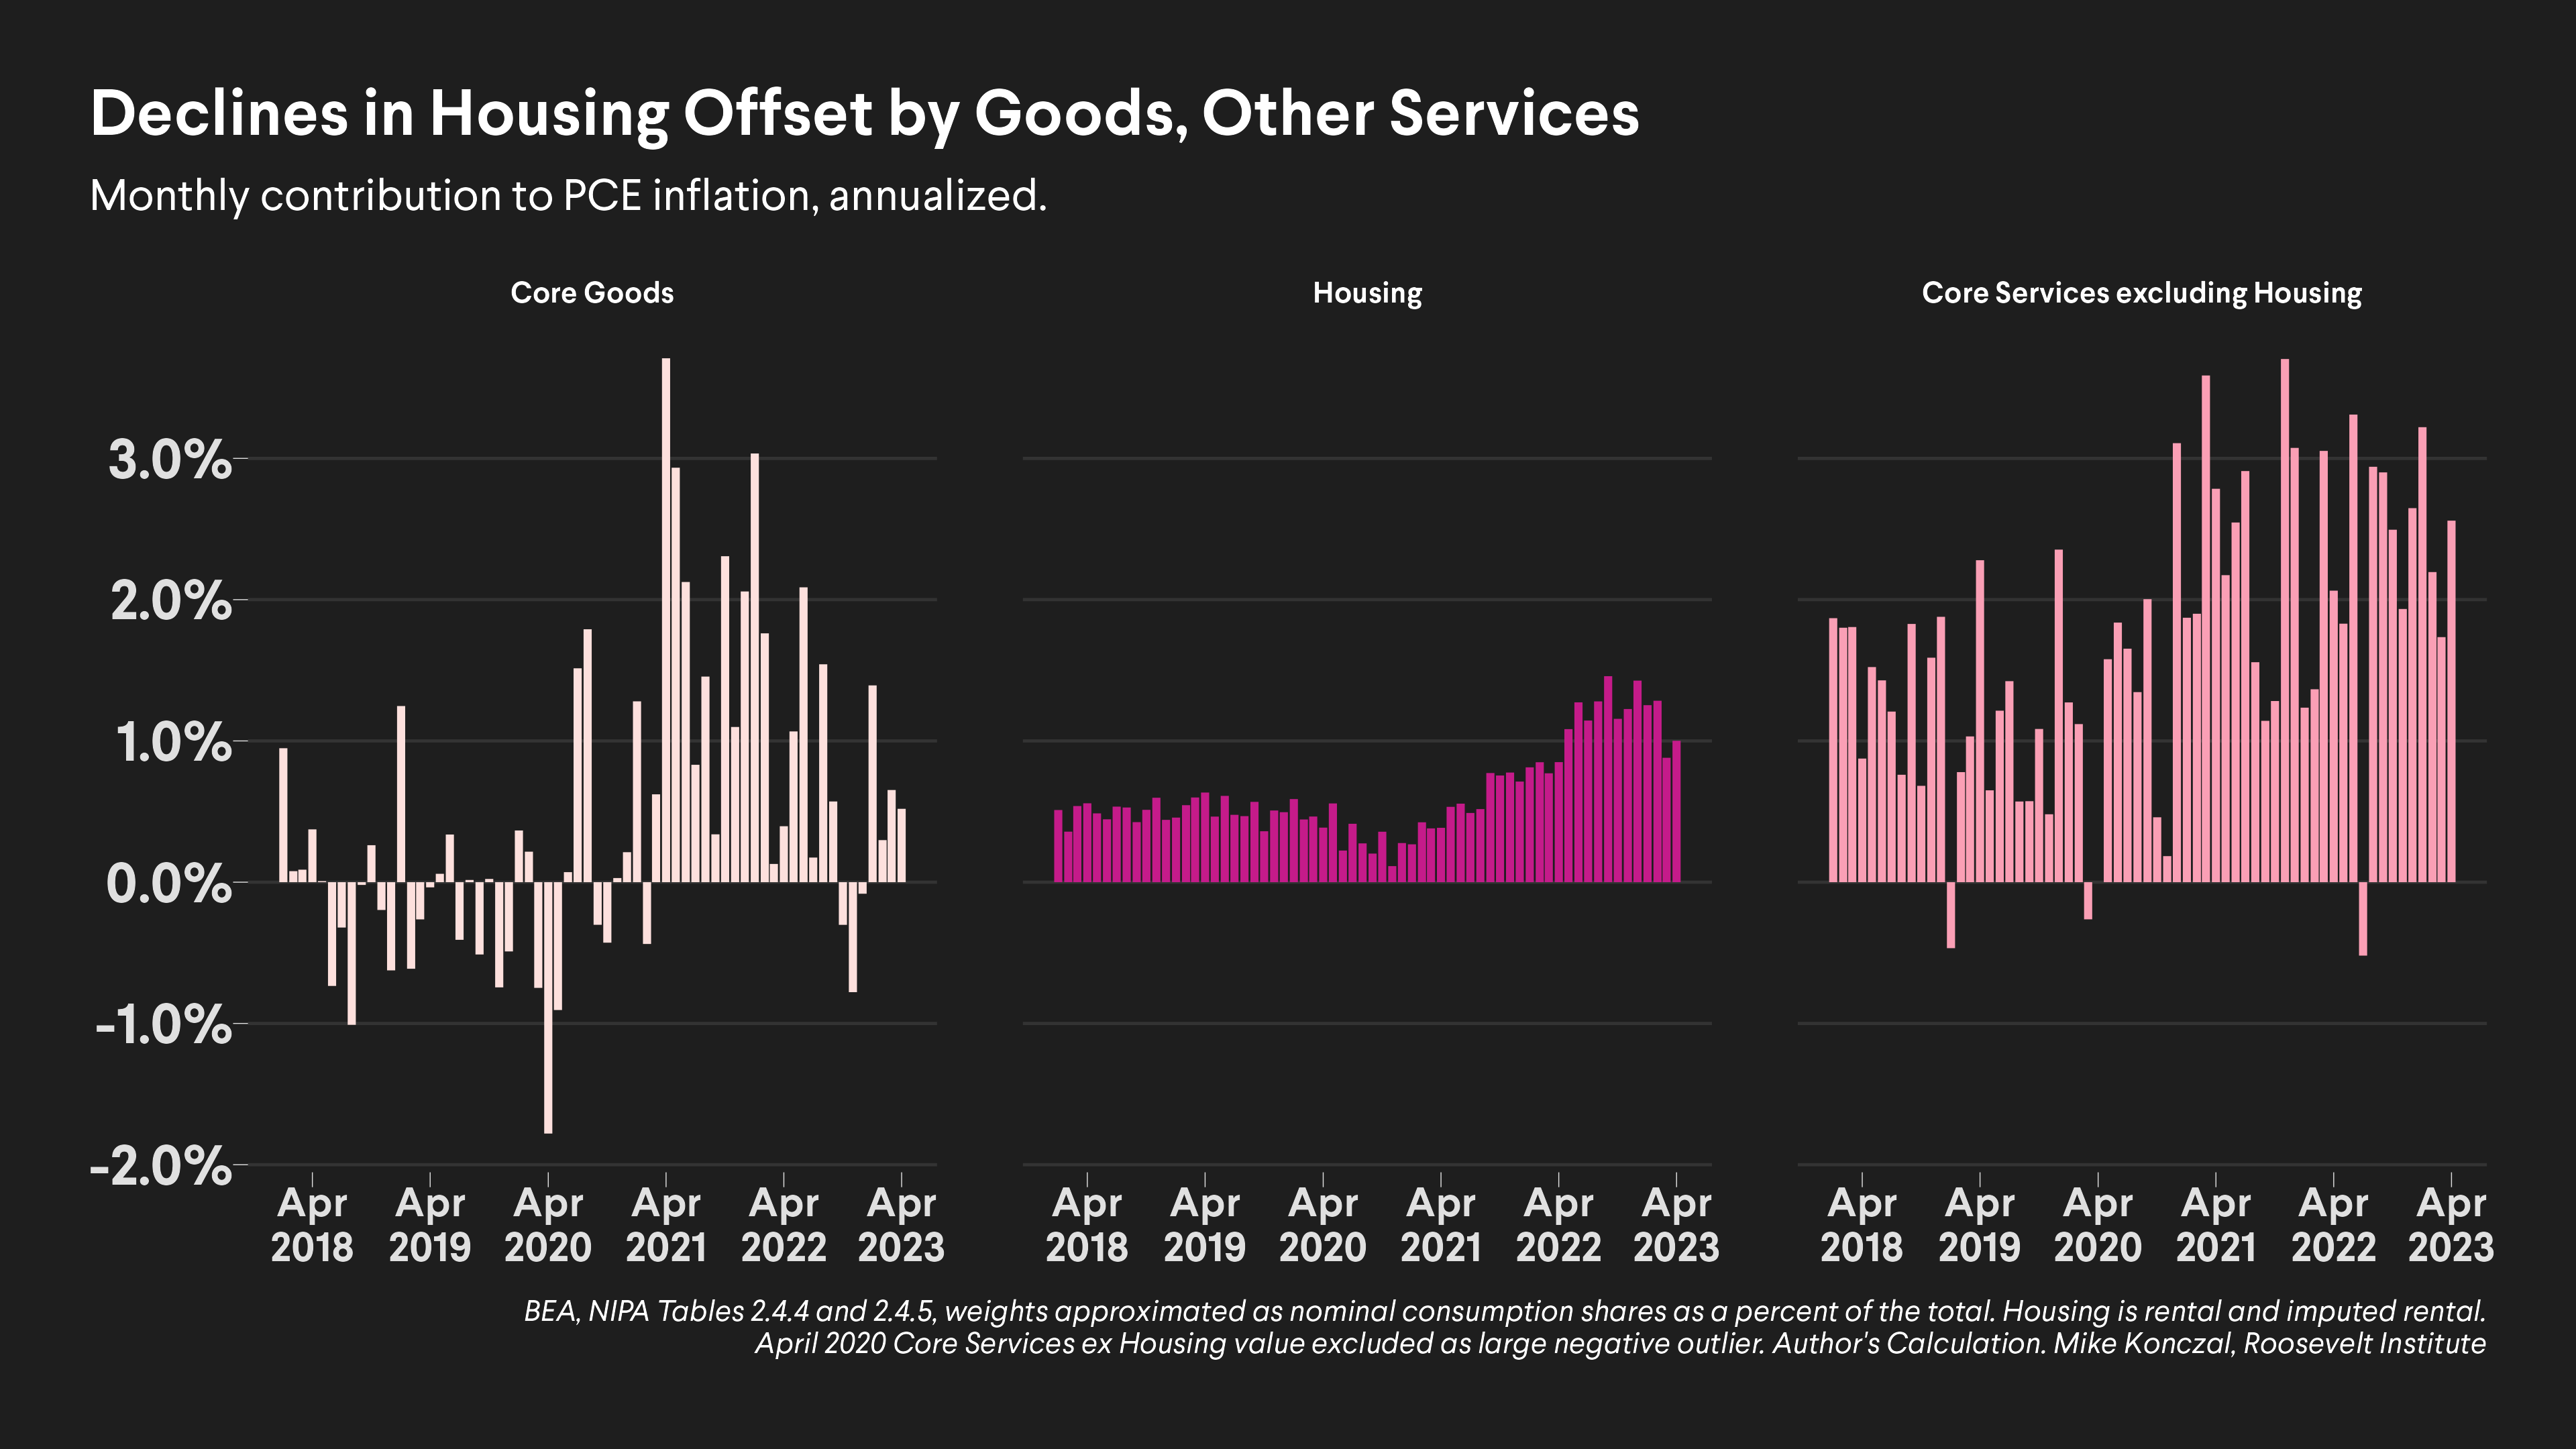 Declines in Housing Offset by Goods, Other Services
Monthly contribution to PCE inflation, annualized.
Core Goods
Housing
Core Services excluding Housing
3.0%
2.0%
1.0%
0.0%
-1.0%
-2.0%
Apr Apr Apr Apr Apr Apr Apr Apr Apr Apr Apr Apr Apr Apr Apr Apr Apr Apr
2018 2019 2020 2021 2022 2023 2018 2019 2020 2021 2022 2023 2018 2019 2020 2021 2022 2023
BEA, NIPA Tables 2.4.4 and 2.4.5, weights approximated as nominal consumption shares as a percent of the total. Housing is rental and imputed rental.
April 2020 Core Services ex Housing value excluded as large negative outlier. Author's Calculation. Mike Konczal, Roosevelt Institute